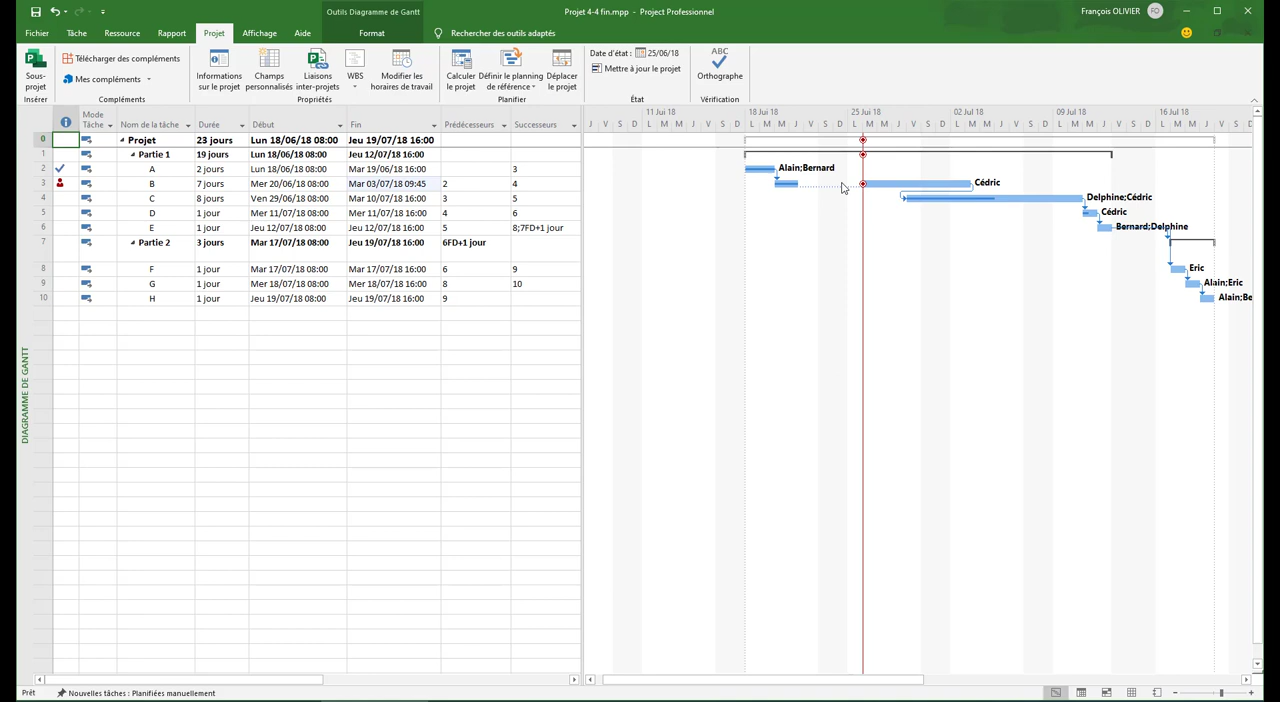 Outils Diagramme de Gantt
Projet 4-4 fin.mpp - Project Professionnel
François OLIVIER FO
Fichier Tâche Ressource Rapport Projet Affichage Aide Format Rechercher des outils adaptés
Sous-projet
Insérer
Télécharger des compléments
Mes compléments
Compléments
Informations sur le projet
Champs personnalisés
Liaisons inter-projets
WBS
Modifier les horaires de travail
Propriétés
Calculer le projet
Définir le planning de référence
Déplacer le projet
Planifier
Date d'état : 25/06/18
Mettre à jour le projet
État
ABC
Orthographe
Vérification
Mode Tâche Nom de la tâche Durée Début Fin Prédécesseurs Successeurs
0 Projet 23 jours Lun 18/06/18 08:00 Jeu 19/07/18 16:00
1 Partie 1 19 jours Lun 18/06/18 08:00 Jeu 12/07/18 16:00
2 A 2 jours Lun 18/06/18 08:00 Mar 19/06/18 16:00 3
3 B 7 jours Mer 20/06/18 08:00 Mar 03/07/18 09:45 2 4
4 C 8 jours Ven 29/06/18 08:00 Mar 10/07/18 16:00 3 5
5 D 1 jour Mer 11/07/18 08:00 Mer 11/07/18 16:00 4 6
6 E 1 jour Jeu 12/07/18 08:00 Jeu 12/07/18 16:00 5 8;7FD+1 jour
7 Partie 2 3 jours Mar 17/07/18 08:00 Jeu 19/07/18 16:00 6FD+1 jour
8 F 1 jour Mar 17/07/18 08:00 Mar 17/07/18 16:00 6 9
9 G 1 jour Mer 18/07/18 08:00 Mer 18/07/18 16:00 8 10
10 H 1 jour Jeu 19/07/18 08:00 Jeu 19/07/18 16:00 9
11 Jui 18 18 Jui 18 25 Jui 18 02 Jul 18 09 Jul 18 16 Jul 18
J V S D L M M J V S D L M M J V S D L M M J V S D L M M J V S D L M M J V S D L M M J V S D
Alain;Bernard
Cédric
Delphine;Cédric
Cédric
Bernard;Delphine
Eric
Alain;Eric
Alain;Be
DIAGRAMME DE GANTT
Prêt Nouvelles tâches : Planifiées manuellement